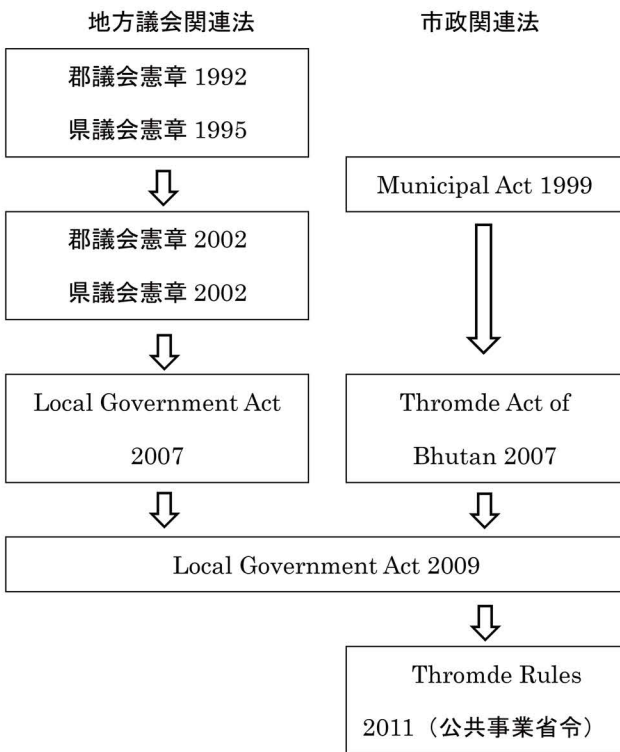 地方議会関連法
市政関連法
郡議会憲章 1992
県議会憲章 1995
Municipal Act 1999
郡議会憲章 2002
県議会憲章 2002
Local Government Act
2007
Thromde Act of
Bhutan 2007
Local Government Act 2009
Thromde Rules
2011（公共事業省令）